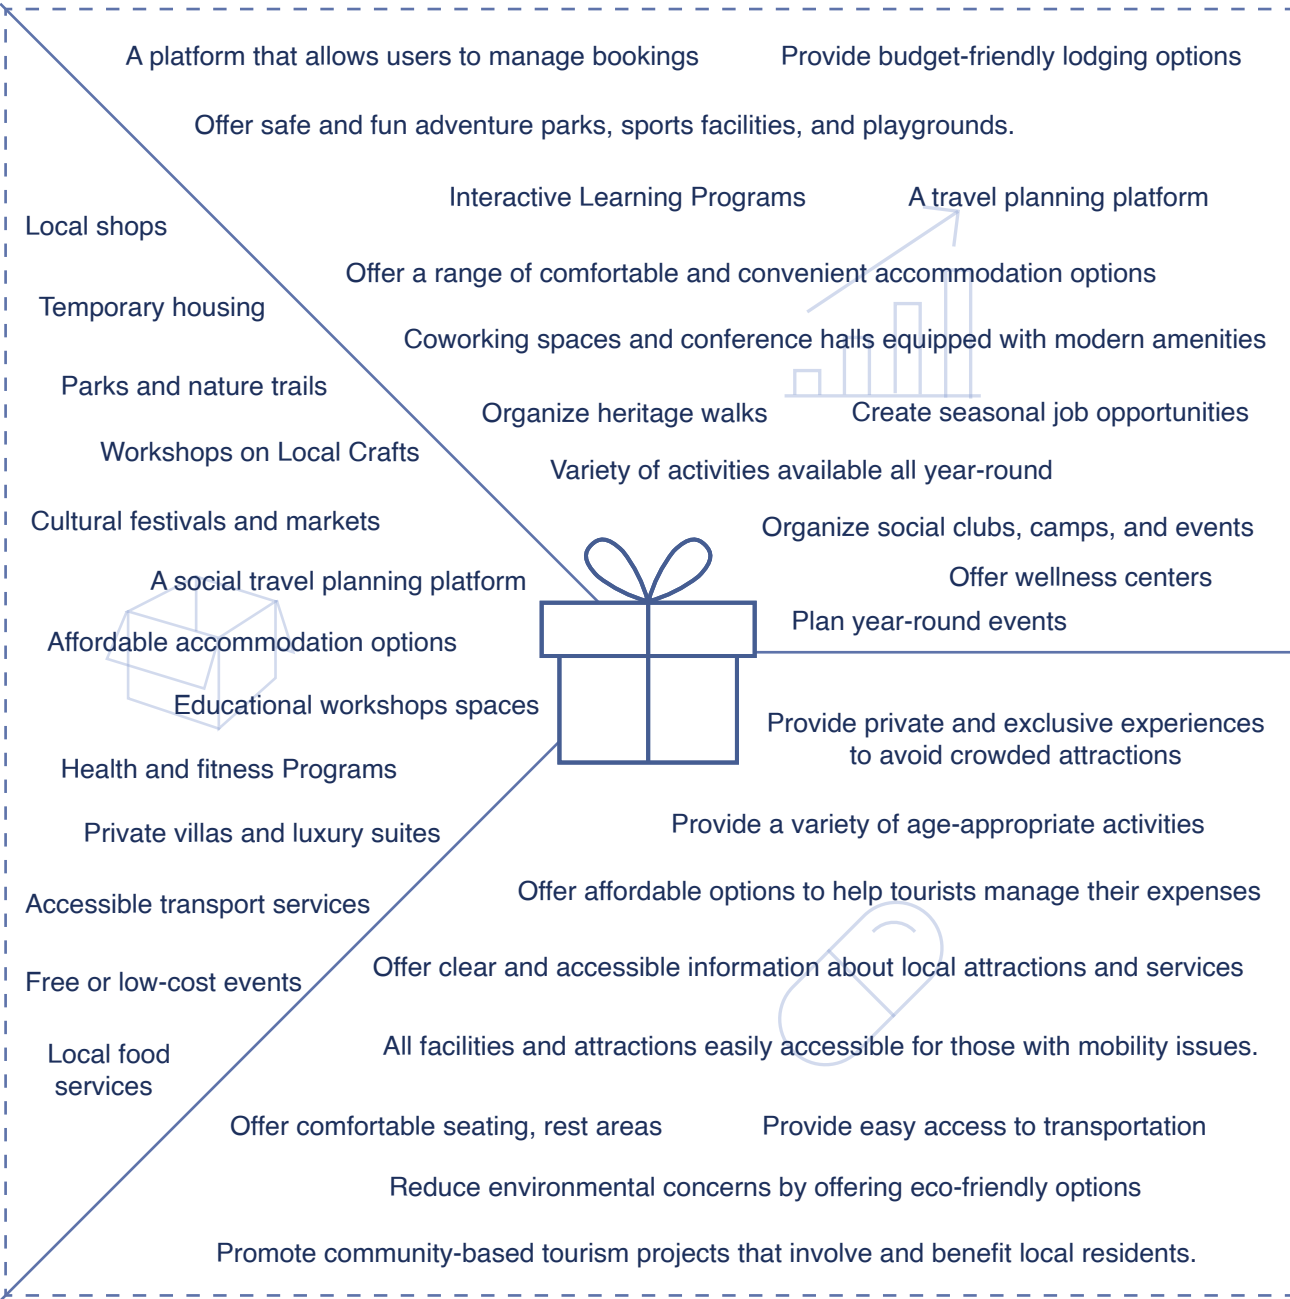 A platform that allows users to manage bookings
Provide budget-friendly lodging options
Offer safe and fun adventure parks, sports facilities, and playgrounds.
Interactive Learning Programs
A travel planning platform
Offer a range of comfortable and convenient accommodation options
Coworking spaces and conference halls equipped with modern amenities
Organize heritage walks
Create seasonal job opportunities
Variety of activities available all year-round
Organize social clubs, camps, and events
Offer wellness centers
Plan year-round events
Local shops
Temporary housing
Parks and nature trails
Workshops on Local Crafts
Cultural festivals and markets
A social travel planning platform
Affordable accommodation options
Educational workshops spaces
Health and fitness Programs
Private villas and luxury suites
Accessible transport services
Free or low-cost events
Local food
services
Provide private and exclusive experiences
to avoid crowded attractions
Provide a variety of age-appropriate activities
Offer affordable options to help tourists manage their expenses
Offer clear and accessible information about local attractions and services
All facilities and attractions easily accessible for those with mobility issues.
Offer comfortable seating, rest areas
Provide easy access to transportation
Reduce environmental concerns by offering eco-friendly options
Promote community-based tourism projects that involve and benefit local residents.